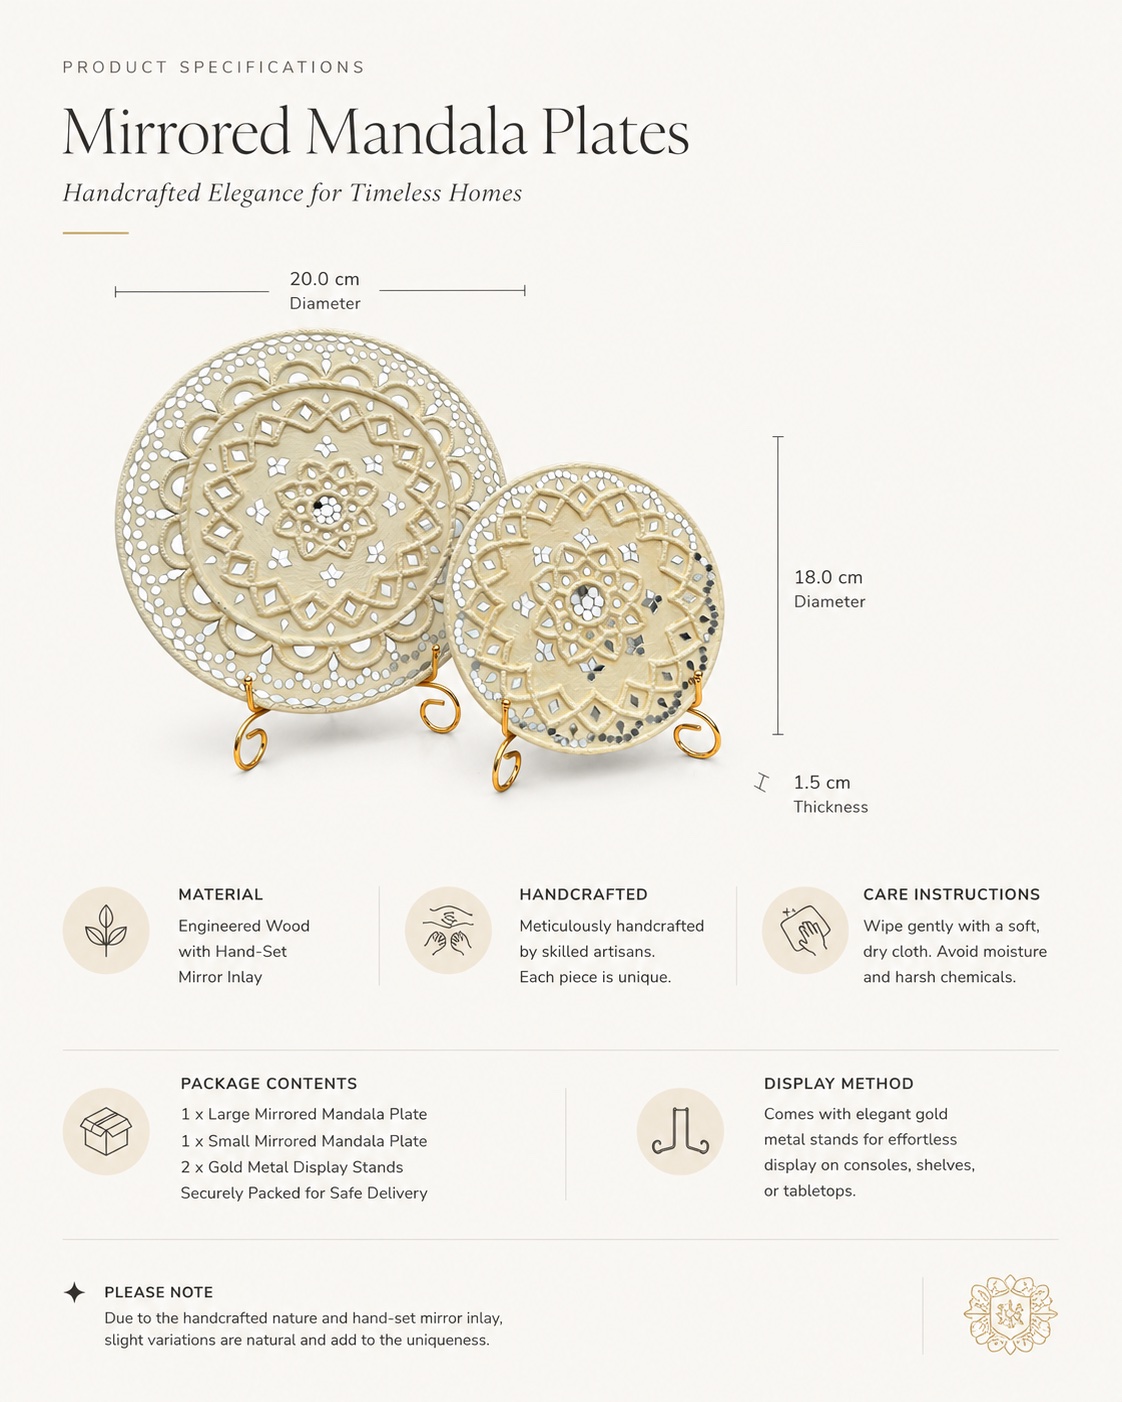 PRODUCT SPECIFICATIONS
Mirrored Mandala Plates
Handcrafted Elegance for Timeless Homes
20.0 cm
Diameter
18.0 cm
Diameter
1.5 cm
Thickness
MATERIAL
Engineered Wood
with Hand-Set
Mirror Inlay
HANDCRAFTED
Meticulously handcrafted
by skilled artisans.
Each piece is unique.
CARE INSTRUCTIONS
Wipe gently with a soft,
dry cloth. Avoid moisture
and harsh chemicals.
PACKAGE CONTENTS
1 x Large Mirrored Mandala Plate
1 x Small Mirrored Mandala Plate
2 x Gold Metal Display Stands
Securely Packed for Safe Delivery
DISPLAY METHOD
Comes with elegant gold
metal stands for effortless
display on consoles, shelves,
or tabletops.
PLEASE NOTE
Due to the handcrafted nature and hand-set mirror inlay,
slight variations are natural and add to the uniqueness.